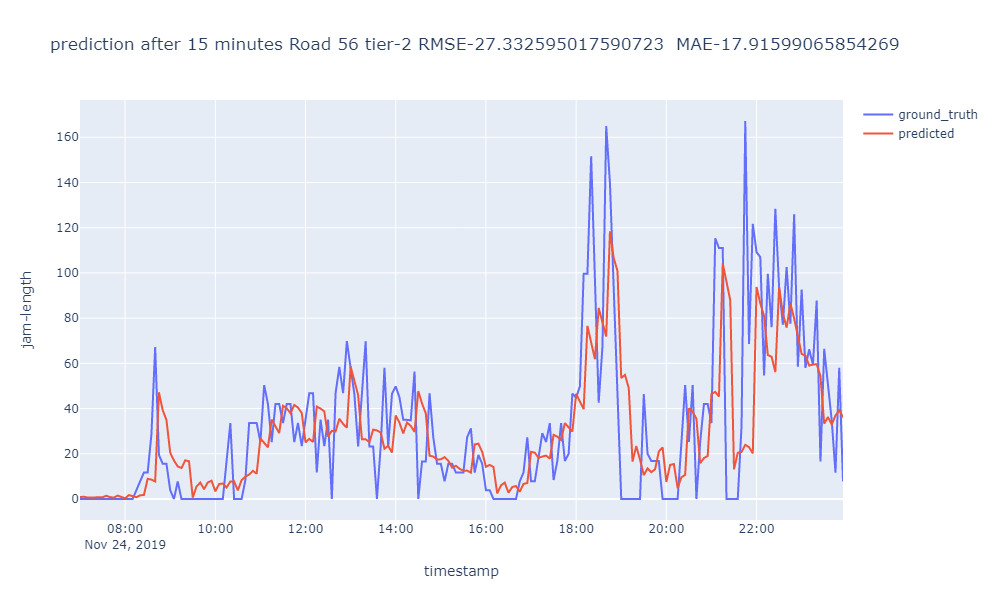 prediction after 15 minutes Road 56 tier-2 RMSE-27.332595017590723  MAE-17.91599065854269
ground_truth
predicted
160
140
120
100
80
60
40
20
0
jam-length
08:00 10:00 12:00 14:00 16:00 18:00 20:00 22:00
Nov 24, 2019
timestamp